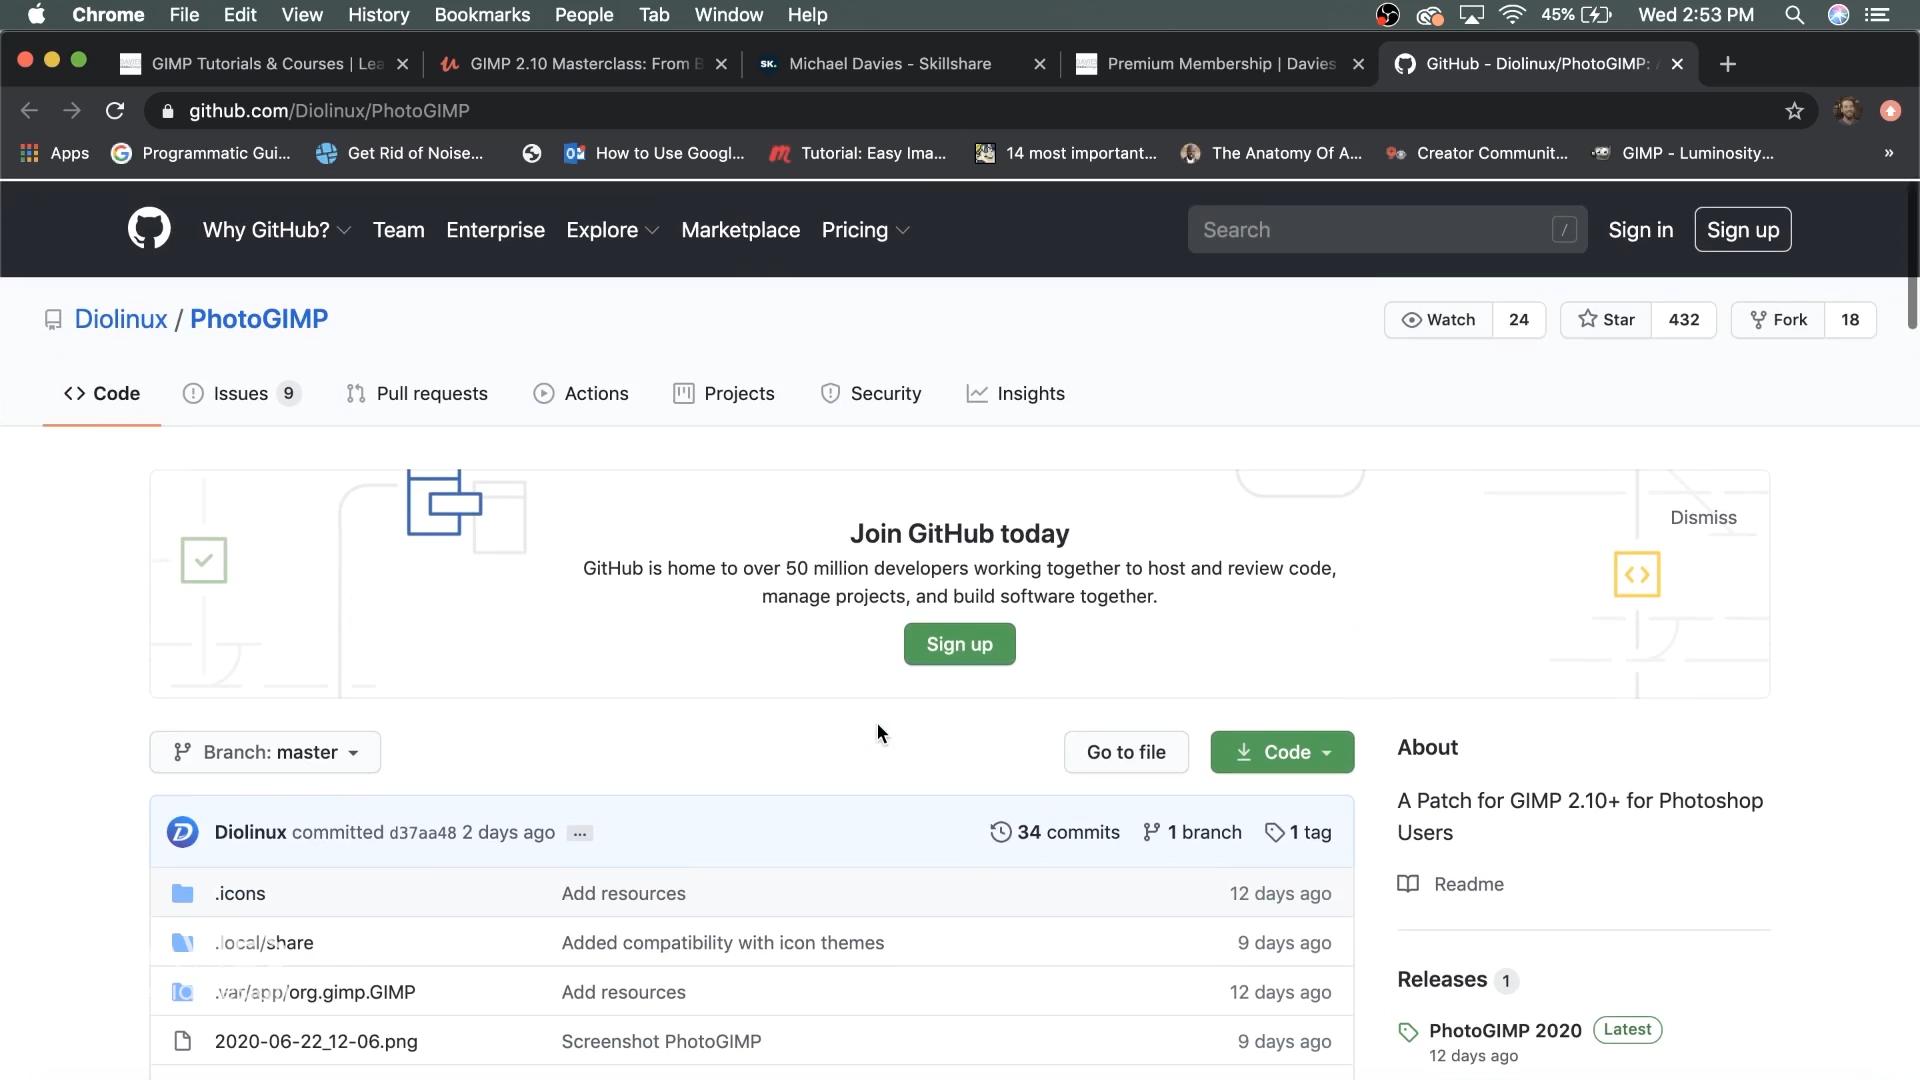 Chrome File Edit View History Bookmarks People Tab Window Help 45% Wed 2:53 PM
GIMP Tutorials & Courses | Lea GIMP 2.10 Masterclass: From B SK. Michael Davies - Skillshare Premium Membership | Davies GitHub - Diolinux/PhotoGIMP:
github.com/Diolinux/PhotoGIMP
Apps Programmatic Gui... Get Rid of Noise... How to Use Googl... Tutorial: Easy Ima... 14 most important... The Anatomy Of A... Creator Communit... GIMP - Luminosity... »
Why GitHub? Team Enterprise Explore Marketplace Pricing Search / Sign in Sign up
Diolinux / PhotoGIMP Watch 24 Star 432 Fork 18
Code Issues 9 Pull requests Actions Projects Security Insights
Dismiss
Join GitHub today
GitHub is home to over 50 million developers working together to host and review code,
manage projects, and build software together.
Sign up
Branch: master Go to file Code
About
A Patch for GIMP 2.10+ for Photoshop
Users
Readme
Diolinux committed d37aa48 2 days ago ... 34 commits 1 branch 1 tag
.icons Add resources 12 days ago
.local/share Added compatibility with icon themes 9 days ago
.var/app/org.gimp.GIMP Add resources 12 days ago
2020-06-22_12-06.png Screenshot PhotoGIMP 9 days ago
Releases 1
PhotoGIMP 2020 Latest
12 days ago